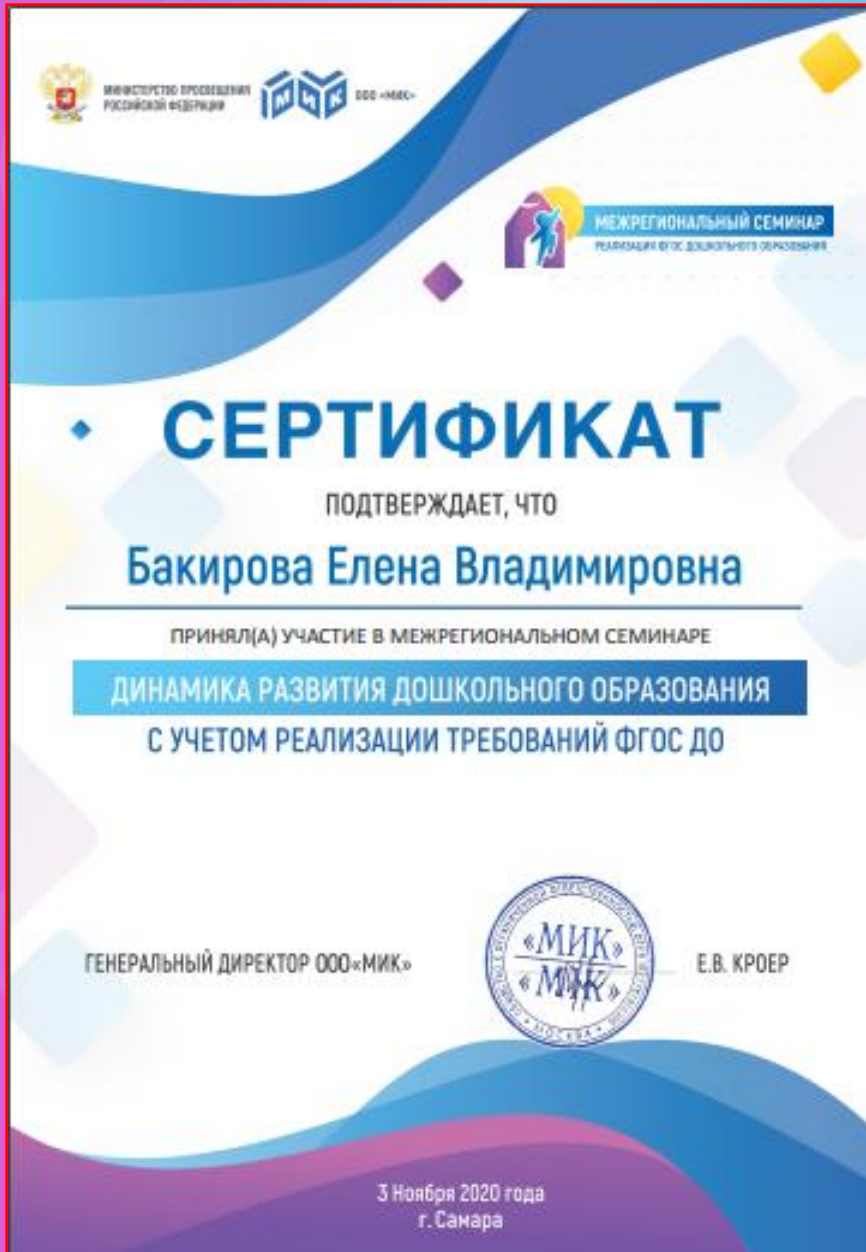 МИНИСТЕРСТВО ПРОСВЕЩЕНИЯ
РОССИЙСКОЙ ФЕДЕРАЦИИ
МИК
ООО «МИК»
МЕЖРЕГИОНАЛЬНЫЙ СЕМИНАР
РЕАЛИЗАЦИЯ ФГОС ДОШКОЛЬНОГО ОБРАЗОВАНИЯ
СЕРТИФИКАТ
ПОДТВЕРЖДАЕТ, ЧТО
Бакирова Елена Владимировна
ПРИНЯЛ(А) УЧАСТИЕ В МЕЖРЕГИОНАЛЬНОМ СЕМИНАРЕ
ДИНАМИКА РАЗВИТИЯ ДОШКОЛЬНОГО ОБРАЗОВАНИЯ
С УЧЕТОМ РЕАЛИЗАЦИИ ТРЕБОВАНИЙ ФГОС ДО
ГЕНЕРАЛЬНЫЙ ДИРЕКТОР ООО«МИК»
«МИК»
«МИК»
МОСКВА
Е.В. КРОЕР
3 Ноября 2020 года
г. Самара